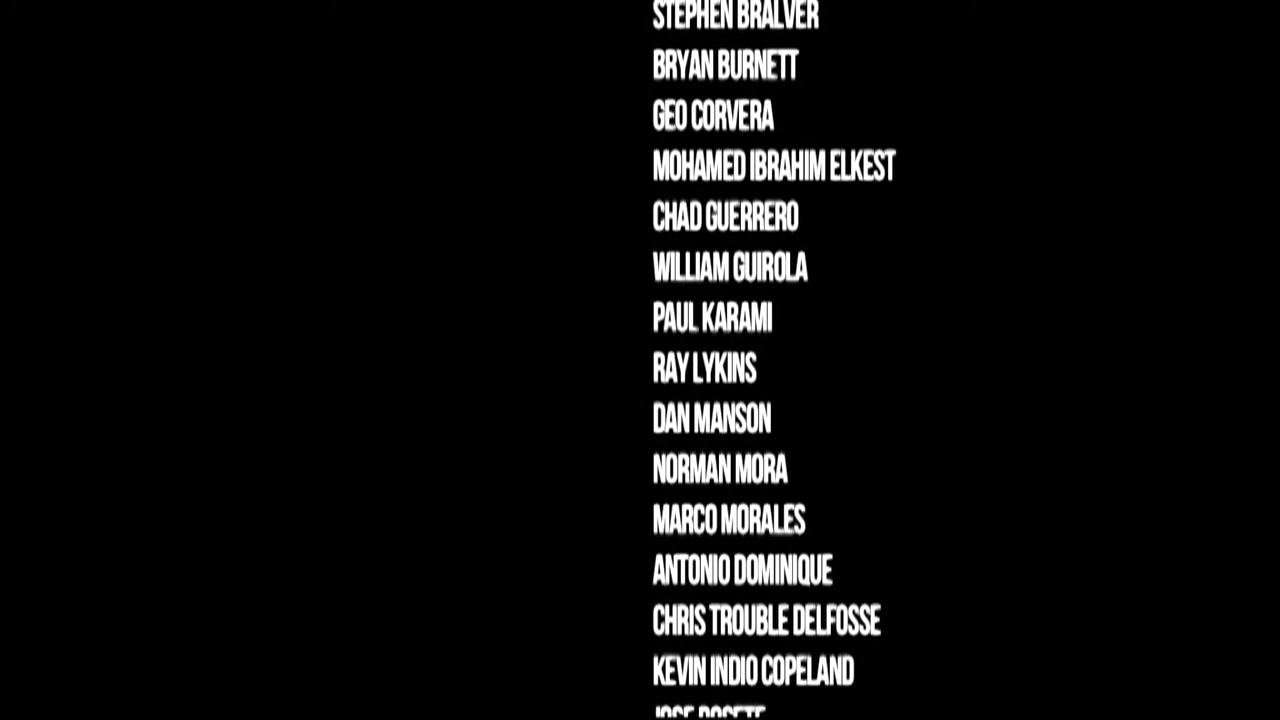 STEPHEN BRALVER
BRYAN BURNETT
GEO CORVERA
MOHAMED IBRAHIM ELKEST
CHAD GUERRERO
WILLIAM GUIROLA
PAUL KARAMI
RAY LYKINS
DAN MANSON
NORMAN MORA
MARCO MORALES
ANTONIO DOMINIQUE
CHRIS TROUBLE DELFOSSE
KEVIN INDIO COPELAND